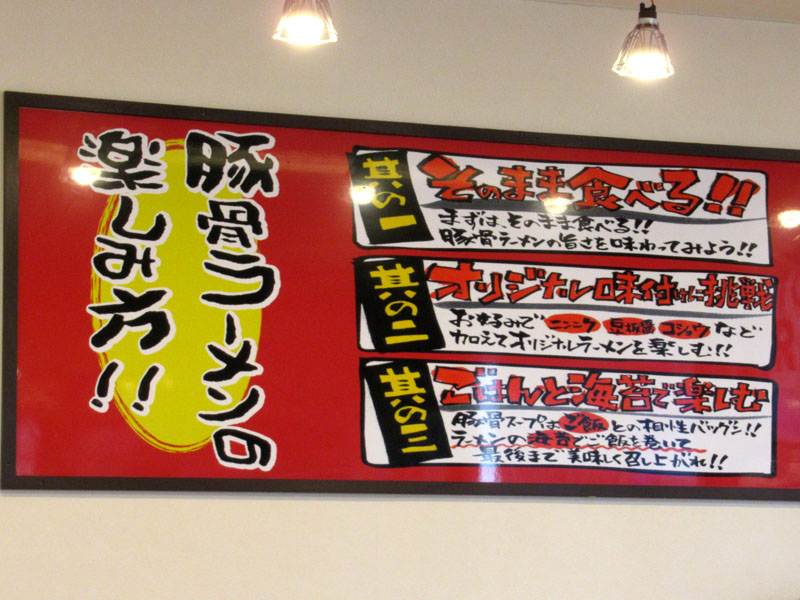 豚骨ラーメンの
楽しみ方!!
其の一
そのまま食べる!!
まずは、そのまま食べる!!
豚骨ラーメンの旨さを味わってみよう!!
其の二
オリジナル味付けに挑戦
お好みで ニンニク 豆板醤 コショウ など
加えてオリジナルラーメンを楽しむ!!
其の三
ごはんと海苔で楽しむ
豚骨スープはご飯との相性バツグン!!
ラーメンの海苔でご飯を巻いて
最後まで美味しく召し上がれ!!